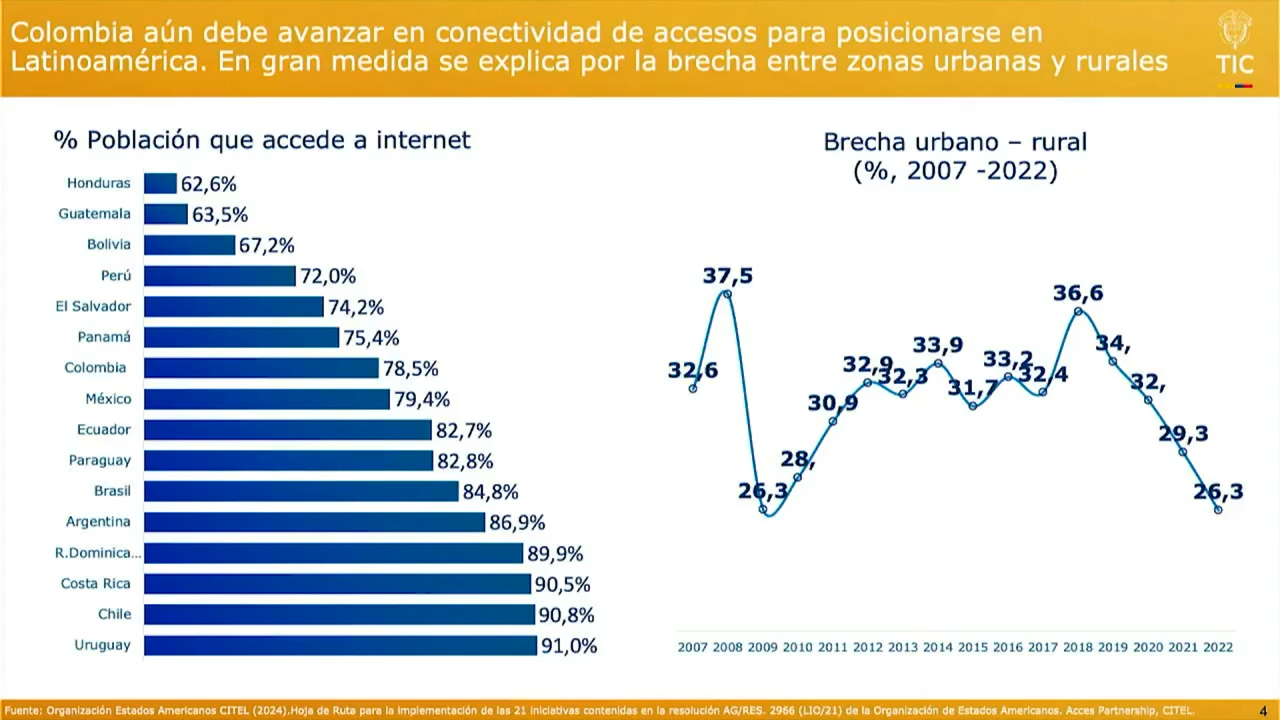 Colombia aún debe avanzar en conectividad de accesos para posicionarse en
Latinoamérica. En gran medida se explica por la brecha entre zonas urbanas y rurales
TIC
% Población que accede a internet
Honduras 62,6%
Guatemala 63,5%
Bolivia 67,2%
Perú 72,0%
El Salvador 74,2%
Panamá 75,4%
Colombia 78,5%
México 79,4%
Ecuador 82,7%
Paraguay 82,8%
Brasil 84,8%
Argentina 86,9%
R.Dominica... 89,9%
Costa Rica 90,5%
Chile 90,8%
Uruguay 91,0%
Brecha urbano – rural
(%, 2007 -2022)
32,6
37,5
26,3
28,
30,9
32,9
32,3
33,9
31,7
33,2
32,4
36,6
34,
32,
29,3
26,3
2007 2008 2009 2010 2011 2012 2013 2014 2015 2016 2017 2018 2019 2020 2021 2022
Fuente: Organización Estados Americanos CITEL (2024).Hoja de Ruta para la implementación de las 21 iniciativas contenidas en la resolución AG/RES. 2966 (LIO/21) de la Organización de Estados Americanos. Acces Partnership, CITEL.
4